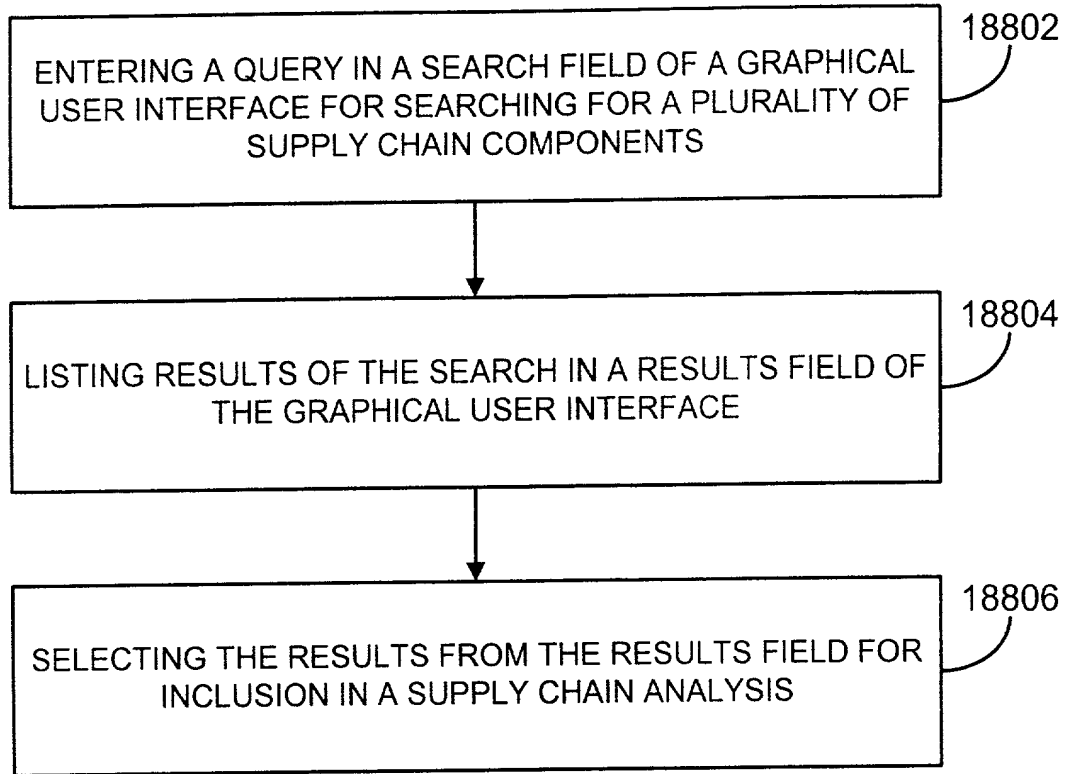 18802
ENTERING A QUERY IN A SEARCH FIELD OF A GRAPHICAL
USER INTERFACE FOR SEARCHING FOR A PLURALITY OF
SUPPLY CHAIN COMPONENTS
18804
LISTING RESULTS OF THE SEARCH IN A RESULTS FIELD OF
THE GRAPHICAL USER INTERFACE
18806
SELECTING THE RESULTS FROM THE RESULTS FIELD FOR
INCLUSION IN A SUPPLY CHAIN ANALYSIS